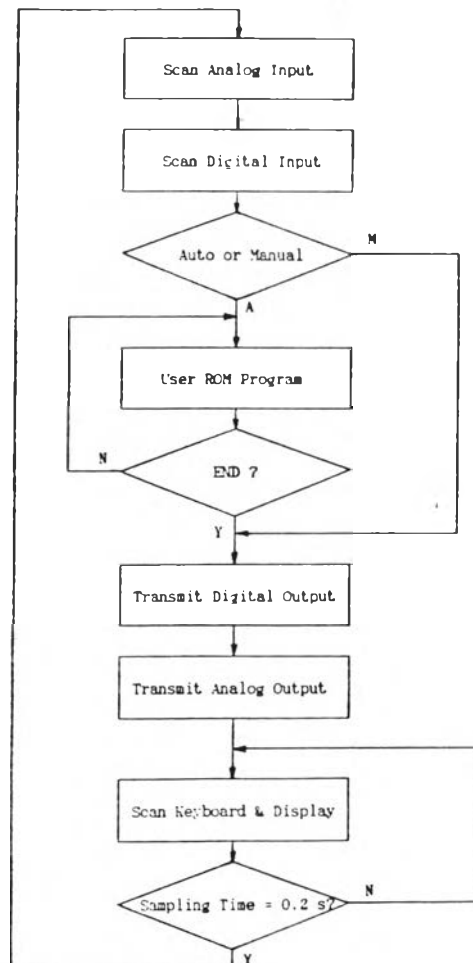 Scan Analog Input
Scan Digital Input
Auto or Manual
M
A
User ROM Program
END ?
N
Y
Transmit Digital Output
Transmit Analog Output
Scan Keyboard & Display
Sampling Time = 0.2 s?
N
Y